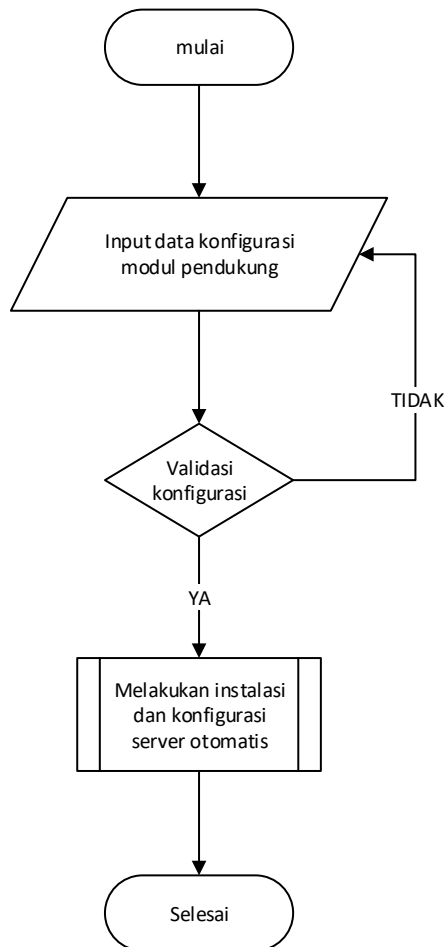 mulai
Input data konfigurasi
modul pendukung
TIDAK
Validasi
konfigurasi
YA
Melakukan instalasi
dan konfigurasi
server otomatis
Selesai